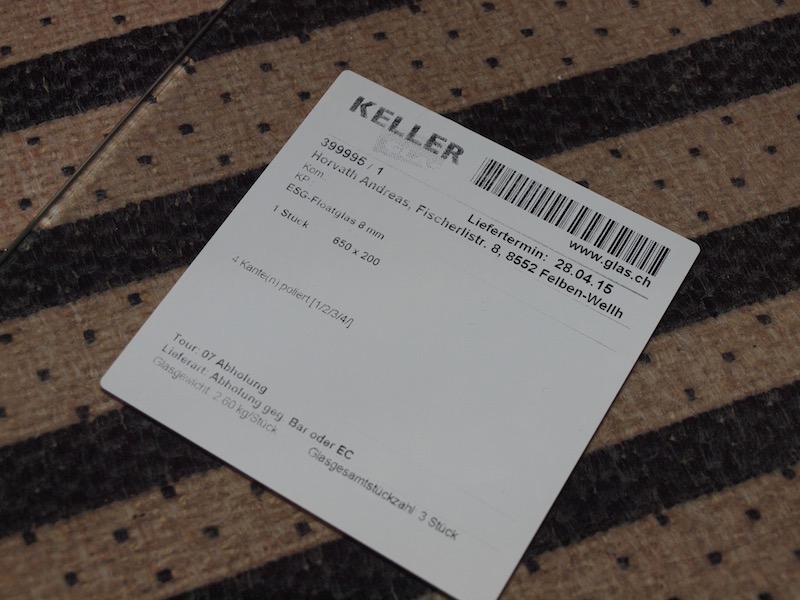 KELLER
www.glas.ch
399995 / 1
Liefertermin: 28.04.15
Horvath Andreas, Fischerlistr. 8, 8552 Felben-Wellh
Kom.
KP
ESG-Floatglas 8 mm
1 Stück 650 x 200
4 Kante(n) poliert [1/2/3/4/]
Tour: 07 Abholung
Lieferart: Abholung geg. Bar oder EC
Glasgewicht 2.60 kg/Stück
Glasgesamtstückzahl 3 Stück